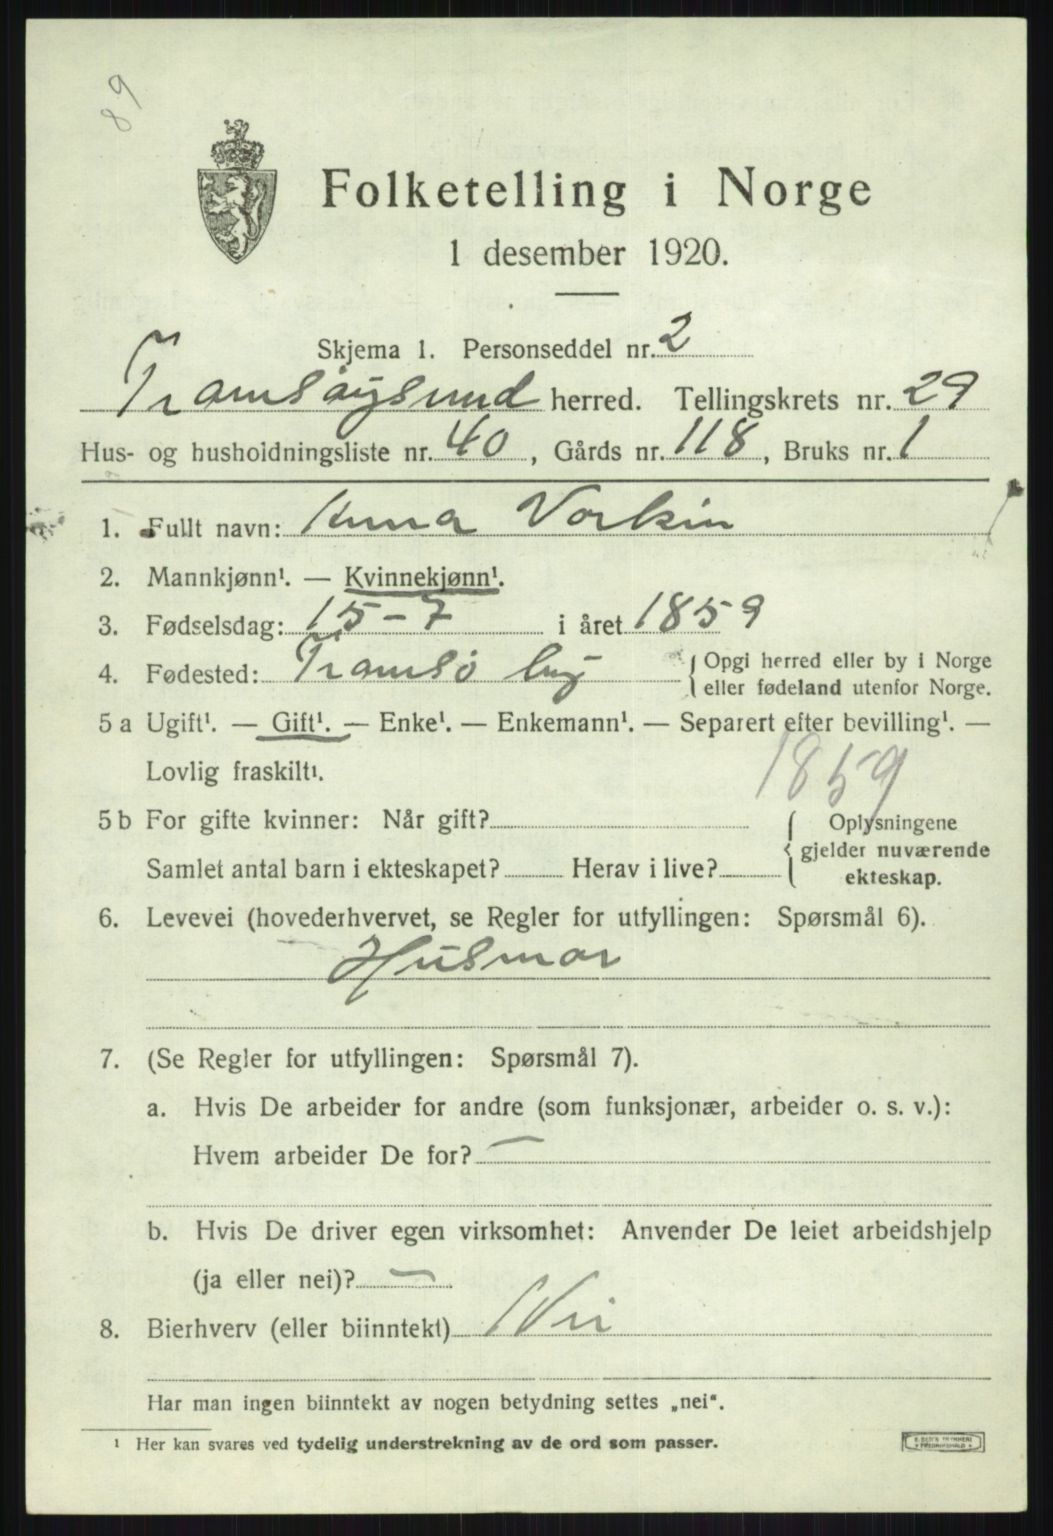 89
Folketelling i Norge
1 desember 1920.
Skjema 1. Personseddel nr. 2
Tromsøysund herred. Tellingskrets nr. 29
Hus- og husholdningsliste nr. 40, Gårds nr. 118, Bruks nr. 1
1. Fullt navn: Anna Vorkin
2. Mannkjønn¹. — Kvinnekjønn¹.
3. Fødselsdag: 15-7 i året 1859
4. Fødested: Tromsø by { Opgi herred eller by i Norge
eller fødeland utenfor Norge.
5 a Ugift¹. — Gift¹. — Enke¹. — Enkemann¹. — Separert efter bevilling¹. —
Lovlig fraskilt¹.
1859
5 b For gifte kvinner: Når gift? { Oplysningene
gjelder nuværende
Samlet antal barn i ekteskapet? Herav i live? ekteskap.
6. Levevei (hovederhvervet, se Regler for utfyllingen: Spørsmål 6).
Husmor
7. (Se Regler for utfyllingen: Spørsmål 7).
a. Hvis De arbeider for andre (som funksjonær, arbeider o. s. v.):
Hvem arbeider De for? —
b. Hvis De driver egen virksomhet: Anvender De leiet arbeidshjelp
(ja eller nei)? —
8. Bierhverv (eller biinntekt) Nei
Har man ingen biinntekt av nogen betydning settes „nei“.
¹ Her kan svares ved tydelig understrekning av de ord som passer.